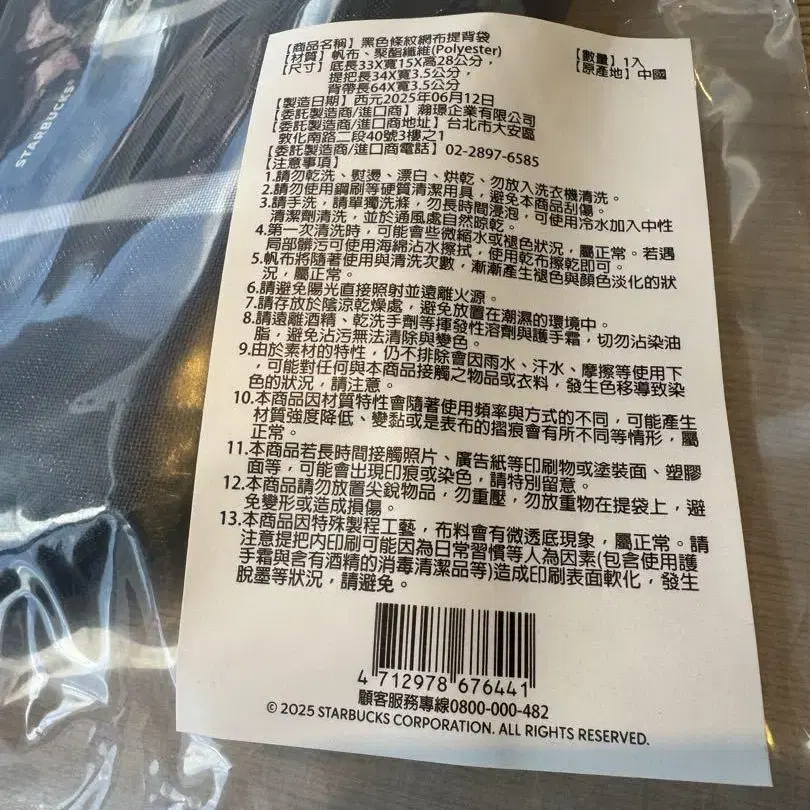 STARBUCKS®
【商品名稱】黑色條紋網布提背袋
【材質】帆布、聚酯纖維(Polyester)
【數量】1入
【尺寸】底長33X寬15X高28公分，
【原產地】中國
提把長34X寬3.5公分，
背帶長64X寬3.5公分
【製造日期】西元2025年06月12日
【委託製造商/進口商】瀚璟企業有限公司
【委託製造商/進口商地址】台北市大安區
敦化南路二段40號3樓之1
【委託製造商/進口商電話】02-2897-6585
【注意事項】
1.請勿乾洗、熨燙、漂白、烘乾、勿放入洗衣機清洗。
2.請勿使用鋼刷等硬質清潔用具，避免本商品刮傷。
3.請手洗，請單獨洗滌，勿長時間浸泡，可使用冷水加入中性
清潔劑清洗，並於通風處自然晾乾。
4.第一次清洗時，可能會些微縮水或褪色狀況，屬正常。若遇
局部髒污可使用海綿沾水擦拭，使用乾布擦乾即可。
5.帆布將隨著使用與清洗次數，漸漸產生褪色與顏色淡化的狀
況，屬正常。
6.請避免陽光直接照射並遠離火源。
7.請存放於陰涼乾燥處，避免放置在潮濕的環境中。
8.請遠離酒精、乾洗手劑等揮發性溶劑與護手霜，切勿沾染油
脂，避免沾污無法清除與變色。
9.由於素材的特性，仍不排除會因雨水、汗水、摩擦等使用下
，可能對任何與本商品接觸之物品或衣料，發生色移導致染
色的狀況，請注意。
10.本商品因材質特性會隨著使用頻率與方式的不同，可能產生
材質強度降低、變黏或是表布的摺痕會有所不同等情形，屬
正常。
11.本商品若長時間接觸照片、廣告紙等印刷物或塗裝面、塑膠
面等，可能會出現印痕或染色，請特別留意。
12.本商品請勿放置尖銳物品，勿重壓，勿放重物在提袋上，避
免變形或造成損傷。
13.本商品因特殊製程工藝，布料會有微透底現象，屬正常。請
注意提把內印刷可能因為日常習慣等人為因素(包含使用護
手霜與含有酒精的消毒清潔品等)造成印刷表面軟化，發生
脫墨等狀況，請避免。
4 712978 676441
顧客服務專線0800-000-482
© 2025 STARBUCKS CORPORATION. ALL RIGHTS RESERVED.